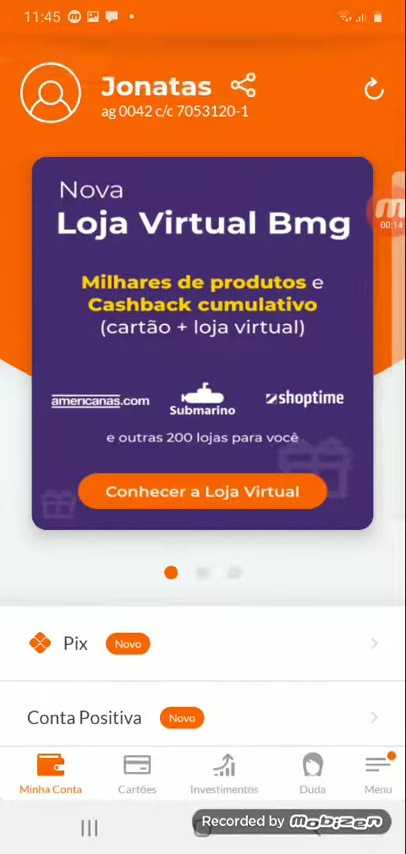 11:45
Jonatas
ag 0042 c/c 7053120-1
00:14
Nova
Loja Virtual Bmg
Milhares de produtos e
Cashback cumulativo
(cartão + loja virtual)
americanas.com
Submarino
shoptime
e outras 200 lojas para você
Conhecer a Loja Virtual
Pix Novo
Conta Positiva Novo
Minha Conta Cartões Investimentos Duda Menu
Recorded by mobizen